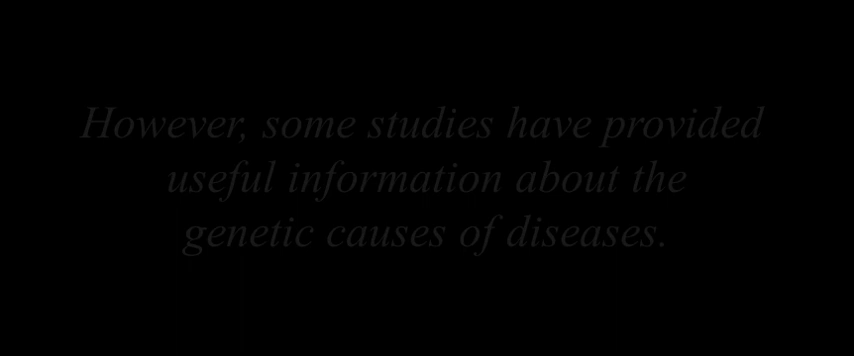 However, some studies have provided
useful information about the
genetic causes of diseases.